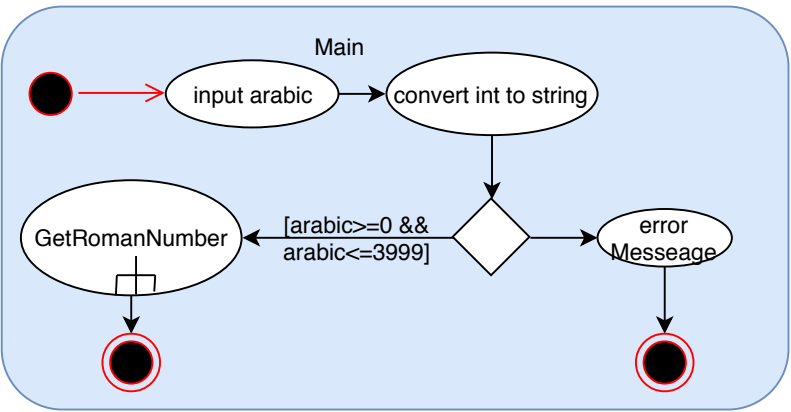 Main
input arabic
convert int to string
GetRomanNumber
[arabic>=0 &&
arabic<=3999]
error
Messeage